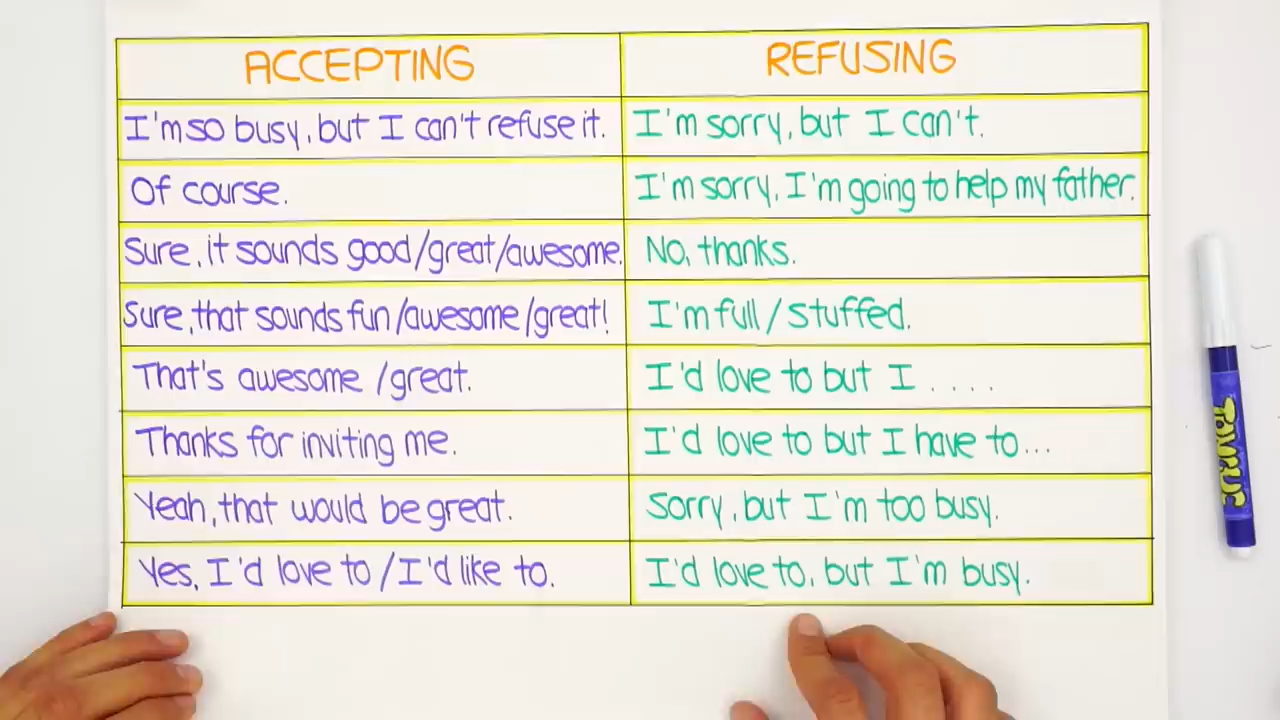 ACCEPTING
REFUSING
I'm so busy, but I can't refuse it.
I'm sorry, but I can't.
Of course.
I'm sorry, I'm going to help my father.
Sure, it sounds good/great/awesome.
No, thanks.
Sure, that sounds fun/awesome/great!
I'm full/stuffed.
That's awesome /great.
I'd love to but I . . . .
Thanks for inviting me.
I'd love to but I have to...
Yeah, that would be great.
Sorry, but I'm too busy.
Yes, I'd love to /I'd like to.
I'd love to, but I'm busy.